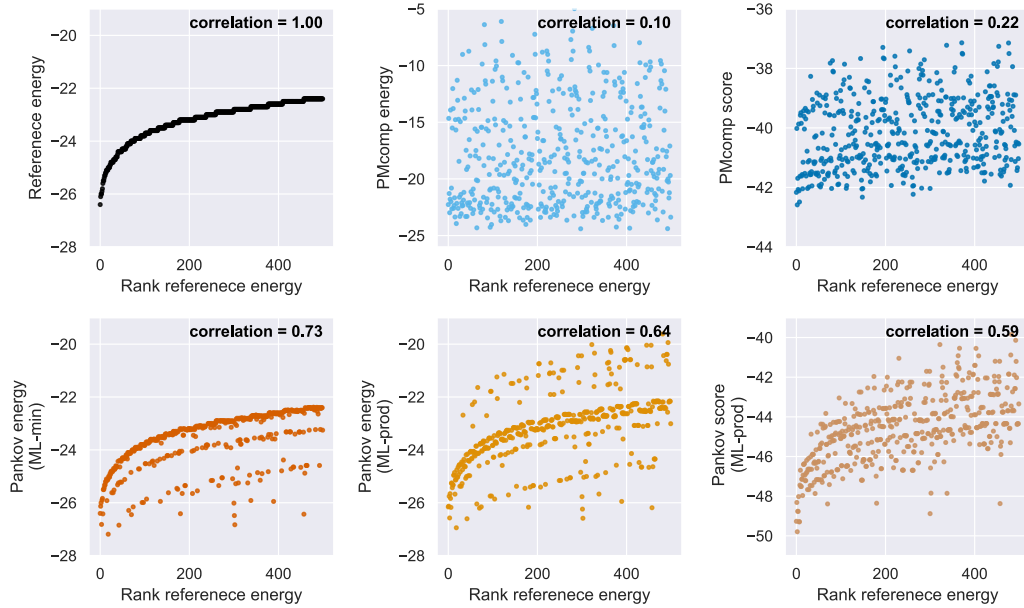 correlation = 1.00
−20
−22
−24
−26
−28
Referenece energy
0
200
400
Rank referenece energy
correlation = 0.10
−5
−10
−15
−20
−25
PMcomp energy
0
200
400
Rank referenece energy
correlation = 0.22
−36
−38
−40
−42
−44
PMcomp score
0
200
400
Rank referenece energy
correlation = 0.73
−20
−22
−24
−26
−28
Pankov energy
(ML-min)
0
200
400
Rank referenece energy
correlation = 0.64
−20
−22
−24
−26
−28
Pankov energy
(ML-prod)
0
200
400
Rank referenece energy
correlation = 0.59
−40
−42
−44
−46
−48
−50
Pankov score
(ML-prod)
0
200
400
Rank referenece energy